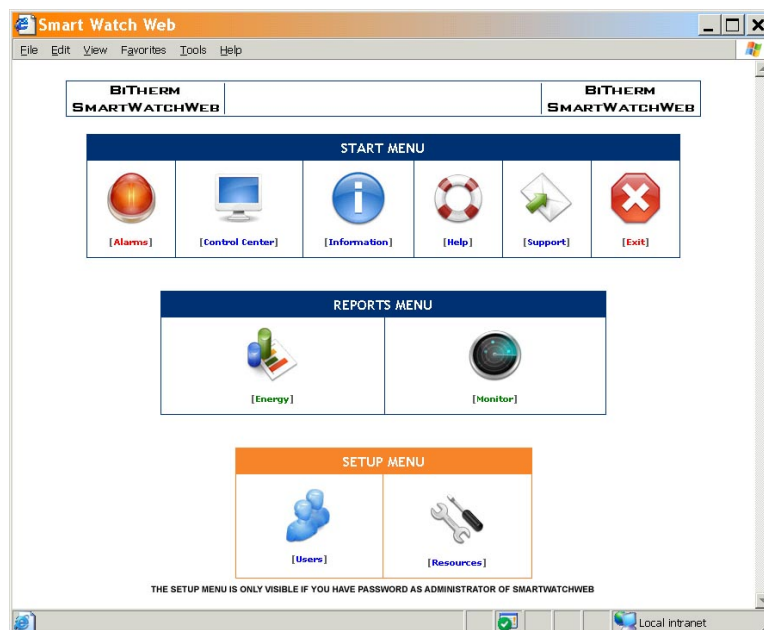 Smart Watch Web
File Edit View Favorites Tools Help
BITHERM
SMARTWATCHWEB
BITHERM
SMARTWATCHWEB
START MENU
[Alarms] [Control Center] [Information] [Help] [Support] [Exit]
REPORTS MENU
[Energy] [Monitor]
SETUP MENU
[Users] [Resources]
THE SETUP MENU IS ONLY VISIBLE IF YOU HAVE PASSWORD AS ADMINISTRATOR OF SMARTWATCHWEB
Local intranet